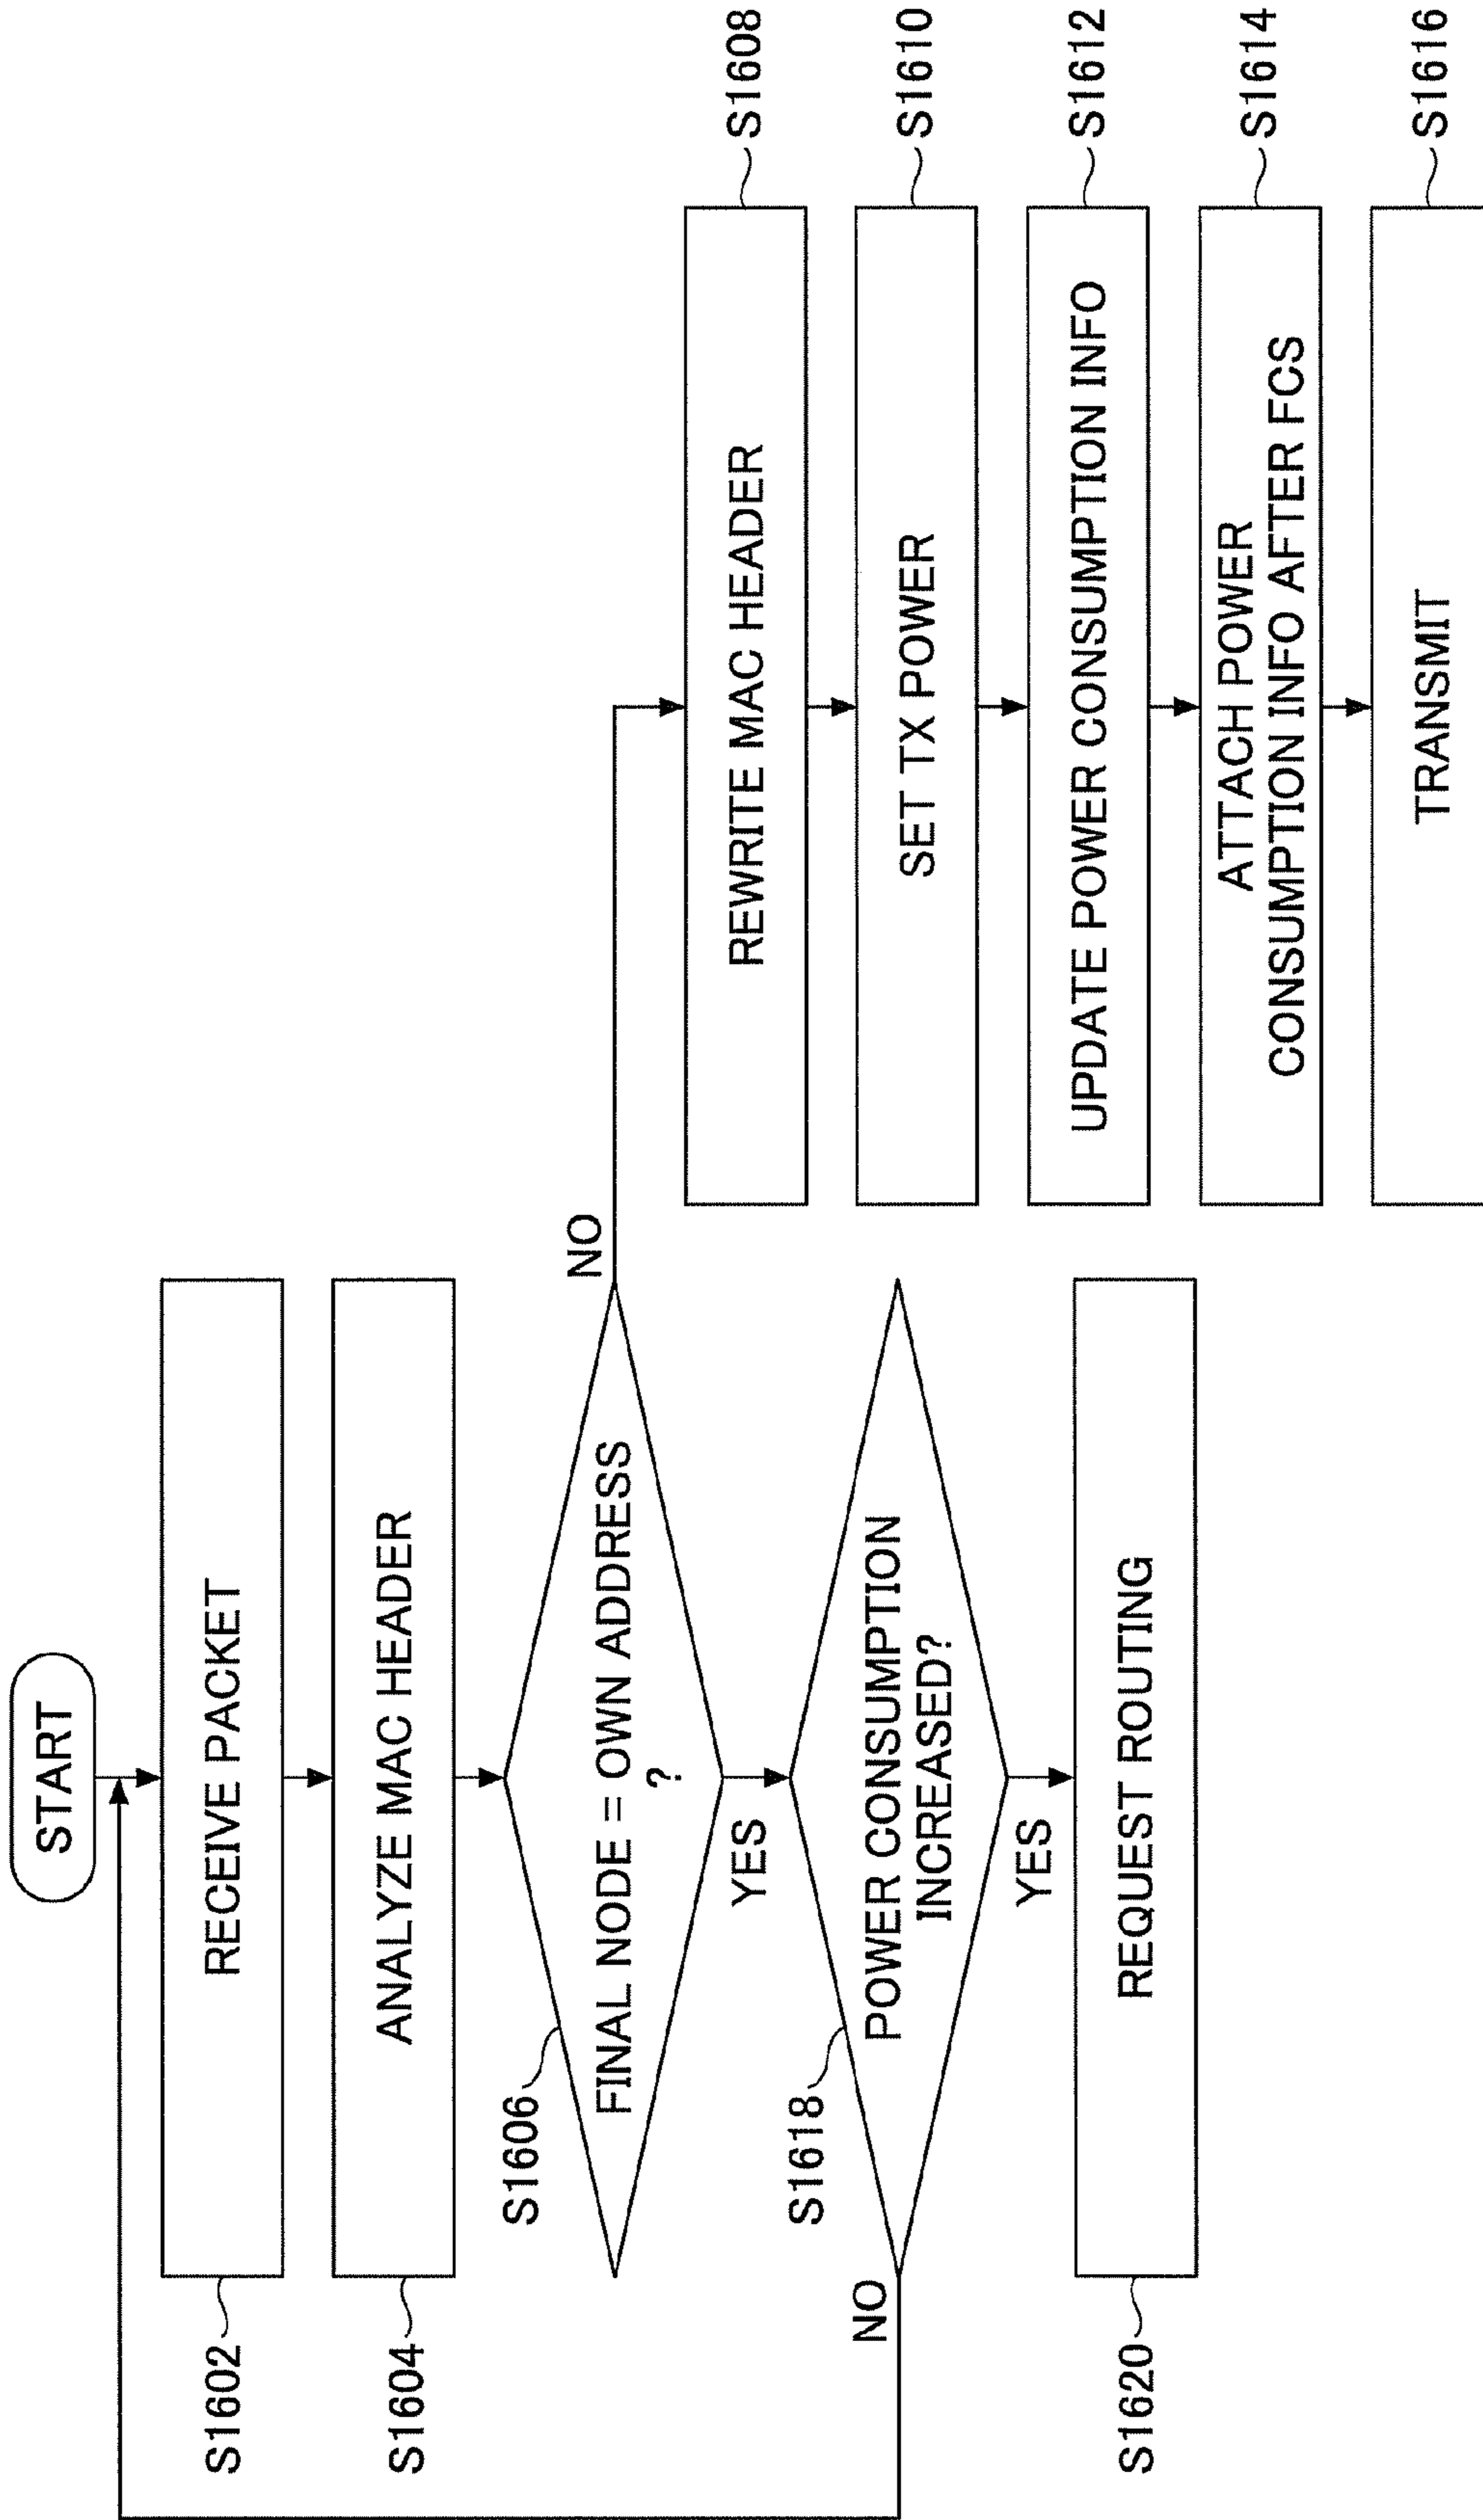 START
RECEIVE PACKET
S1602
ANALYZE MAC HEADER
S1604
S1606
FINAL NODE = OWN ADDRESS
?
NO
YES
S1618
POWER CONSUMPTION
INCREASED?
NO
YES
REQUEST ROUTING
S1620
REWRITE MAC HEADER
S1608
SET TX POWER
S1610
UPDATE POWER CONSUMPTION INFO
S1612
ATTACH POWER
CONSUMPTION INFO AFTER FCS
S1614
TRANSMIT
S1616